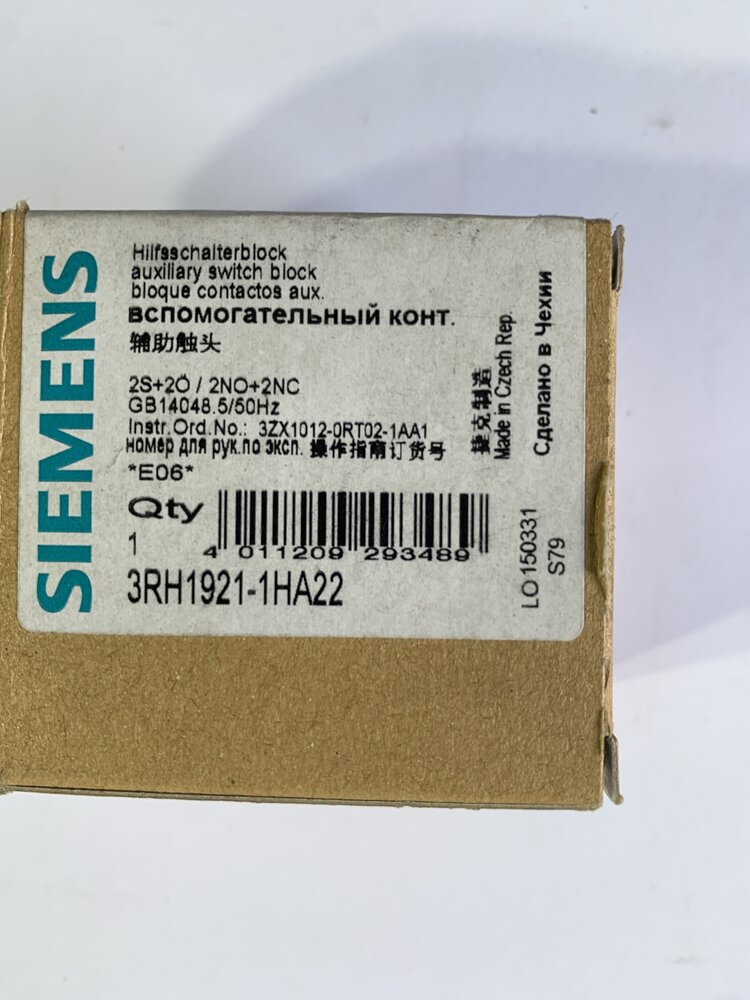 SIEMENS
Hilfsschalterblock
auxiliary switch block
bloque contactos aux.
вспомогательный конт.
辅助触头
2S+2Ö / 2NO+2NC
GB14048.5/50Hz
Instr.Ord.No.: 3ZX1012-0RT02-1AA1
номер для рук.по эксп. 操作指南订货号
*E06*
Qty
1
4 011209 293489
3RH1921-1HA22
捷克制造
Made in Czech Rep.
Сделано в Чехии
LO 150331
S79